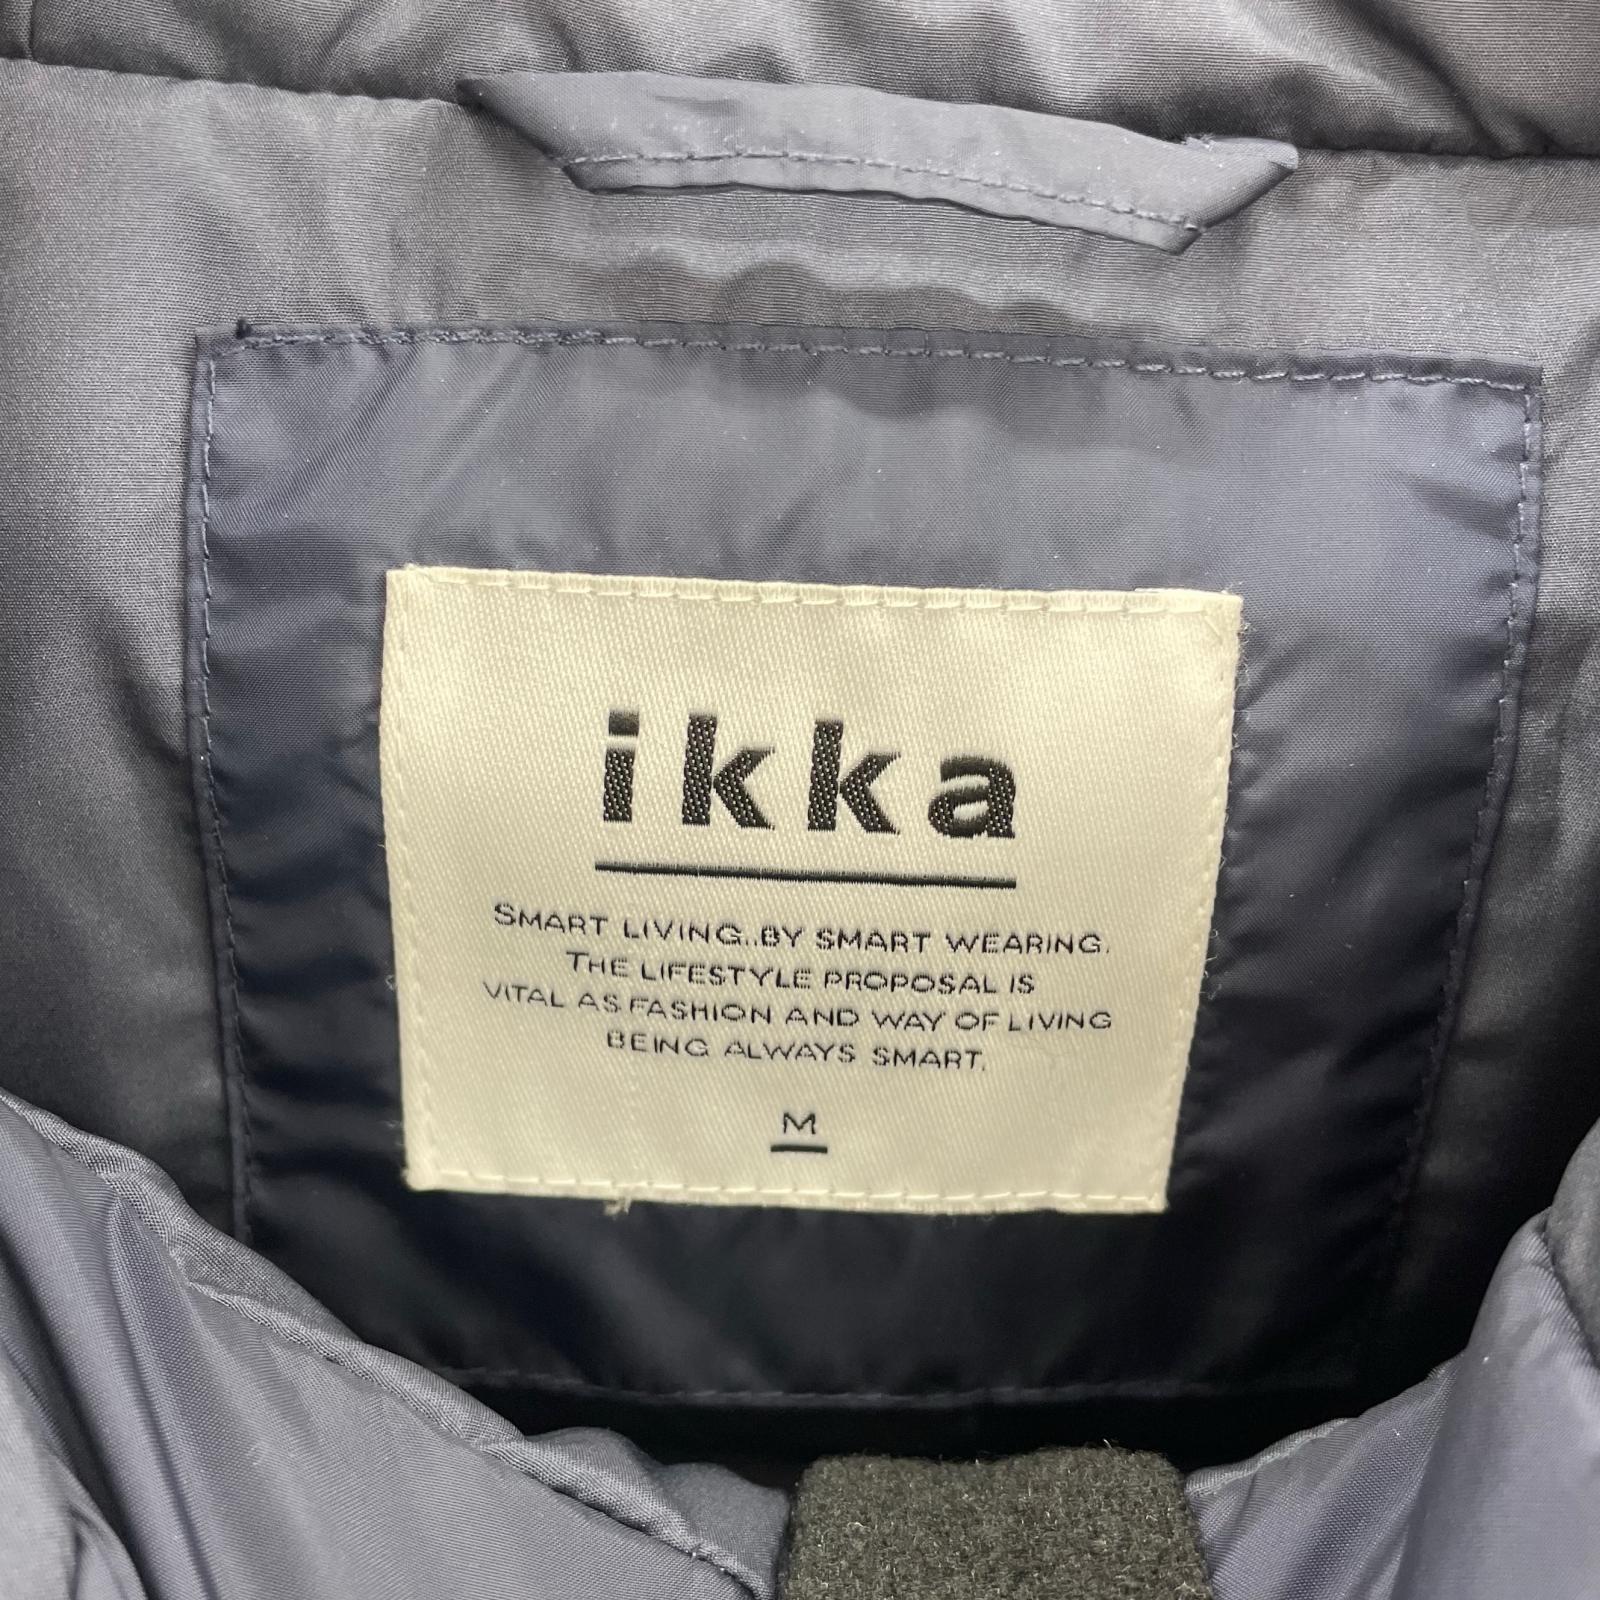 ikka
SMART LIVING..BY SMART WEARING.
THE LIFESTYLE PROPOSAL IS
VITAL AS FASHION AND WAY OF LIVING
BEING ALWAYS SMART.
M